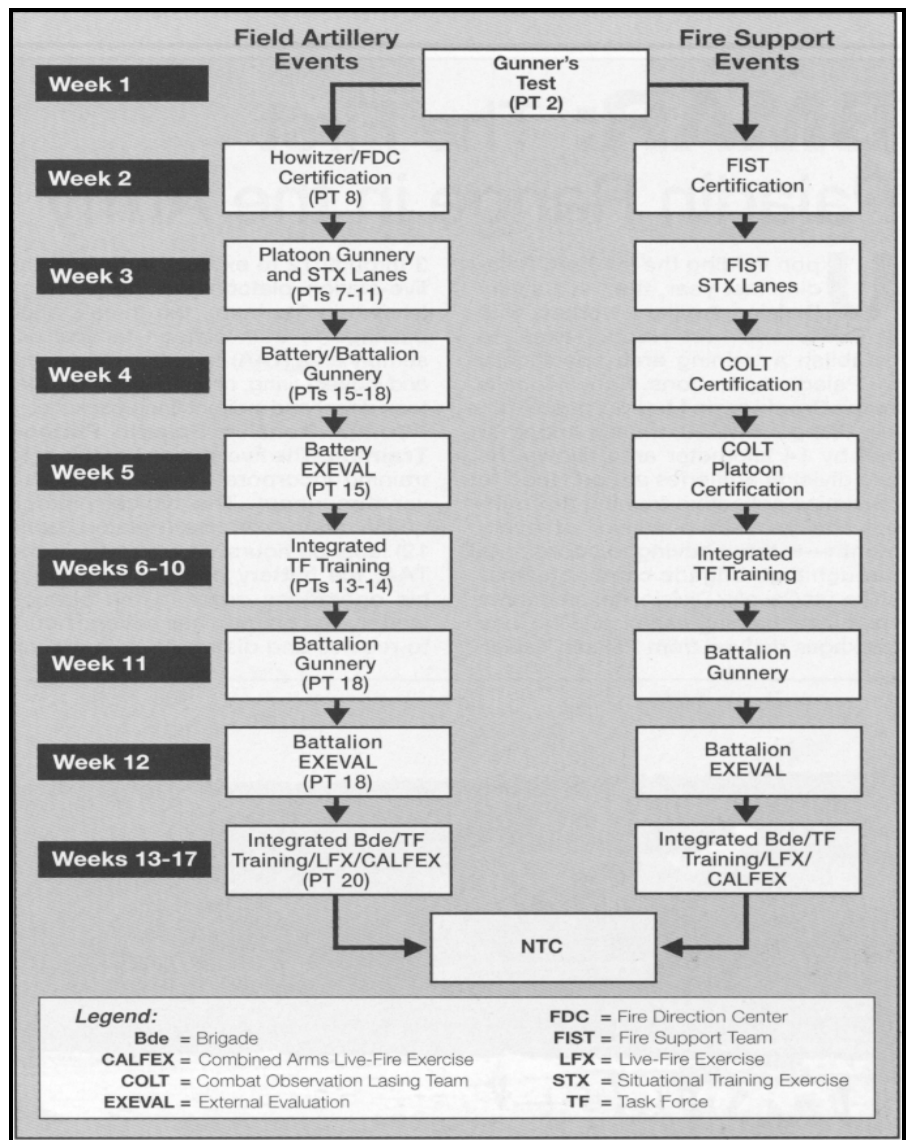 Field Artillery
Events
Fire Support
Events
Week 1
Gunner's
Test
(PT 2)
Week 2
Howitzer/FDC
Certification
(PT 8)
FIST
Certification
Week 3
Platoon Gunnery
and STX Lanes
(PTs 7-11)
FIST
STX Lanes
Week 4
Battery/Battalion
Gunnery
(PTs 15-18)
COLT
Certification
Week 5
Battery
EXEVAL
(PT 15)
COLT
Platoon
Certification
Weeks 6-10
Integrated
TF Training
(PTs 13-14)
Integrated
TF Training
Week 11
Battalion
Gunnery
(PT 18)
Battalion
Gunnery
Week 12
Battalion
EXEVAL
(PT 18)
Battalion
EXEVAL
Weeks 13-17
Integrated Bde/TF
Training/LFX/CALFEX
(PT 20)
Integrated Bde/TF
Training/LFX/
CALFEX
NTC
Legend:
Bde = Brigade
CALFEX = Combined Arms Live-Fire Exercise
COLT = Combat Observation Lasing Team
EXEVAL = External Evaluation
FDC = Fire Direction Center
FIST = Fire Support Team
LFX = Live-Fire Exercise
STX = Situational Training Exercise
TF = Task Force